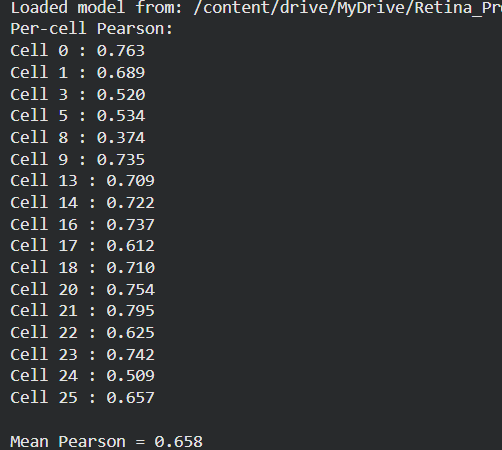 Loaded model from: /content/drive/MyDrive/Retina_Pr
Per-cell Pearson:
Cell 0 : 0.763
Cell 1 : 0.689
Cell 3 : 0.520
Cell 5 : 0.534
Cell 8 : 0.374
Cell 9 : 0.735
Cell 13 : 0.709
Cell 14 : 0.722
Cell 16 : 0.737
Cell 17 : 0.612
Cell 18 : 0.710
Cell 20 : 0.754
Cell 21 : 0.795
Cell 22 : 0.625
Cell 23 : 0.742
Cell 24 : 0.509
Cell 25 : 0.657
Mean Pearson = 0.658